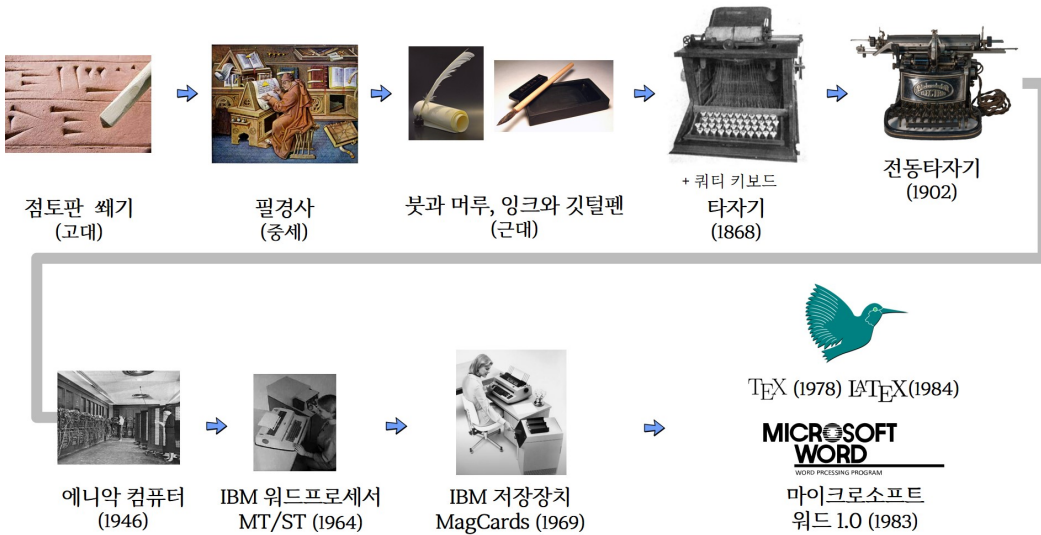 점토판 쐐기
(고대)
필경사
(중세)
붓과 머루, 잉크와 깃털펜
(근대)
+ 쿼티 키보드
타자기
(1868)
전동타자기
(1902)
에니악 컴퓨터
(1946)
IBM 워드프로세서
MT/ST (1964)
IBM 저장장치
MagCards (1969)
TEX (1978) LATEX(1984)
MICROSOFT
WORD
WORD PRCESSING PROGRAM
마이크로소프트
워드 1.0 (1983)